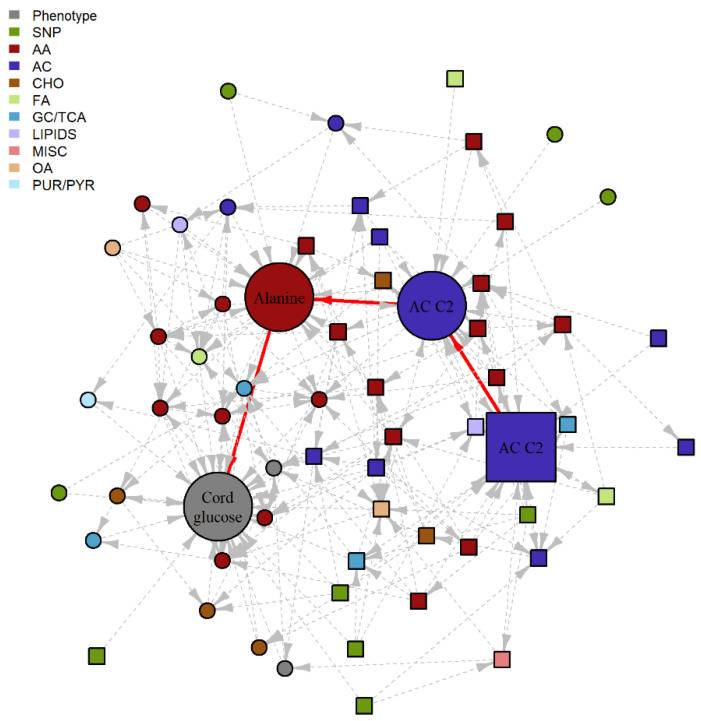 Phenotype
SNP
AA
AC
CHO
FA
GC/TCA
LIPIDS
MISC
OA
PUR/PYR
Alanine
AC C2
AC C2
Cord
glucose